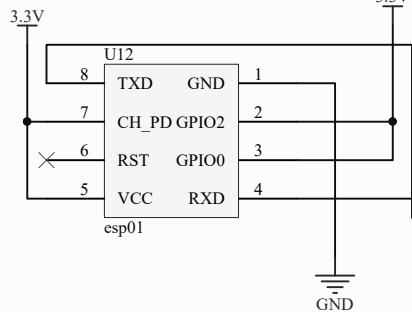 3.3V
3.3V
U12
8 TXD GND 1
7 CH_PD GPIO2 2
6 RST GPIO0 3
5 VCC RXD 4
esp01
GND